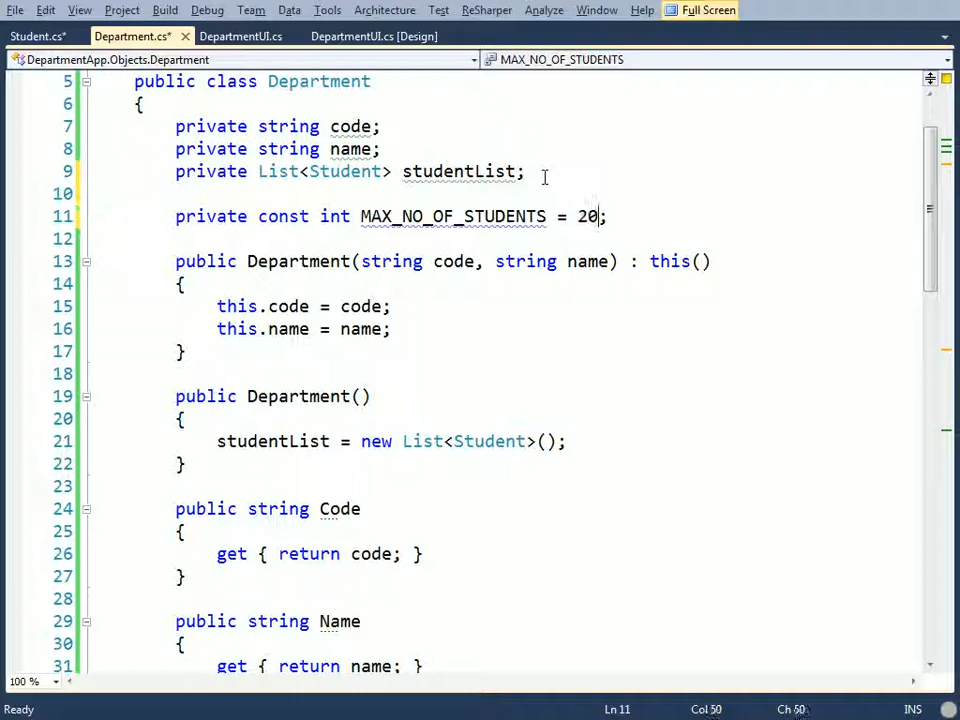 File Edit View Project Build Debug Team Data Tools Architecture Test ReSharper Analyze Window Help Full Screen
Student.cs* Department.cs* DepartmentUI.cs DepartmentUI.cs [Design]
DepartmentApp.Objects.Department MAX_NO_OF_STUDENTS
5 public class Department
6 {
7 private string code;
8 private string name;
9 private List<Student> studentList;
10
11 private const int MAX_NO_OF_STUDENTS = 20;
12
13 public Department(string code, string name) : this()
14 {
15 this.code = code;
16 this.name = name;
17 }
18
19 public Department()
20 {
21 studentList = new List<Student>();
22 }
23
24 public string Code
25 {
26 get { return code; }
27 }
28
29 public string Name
30 {
31 get { return name; }
100 %
Ready Ln 11 Col 50 Ch 50 INS